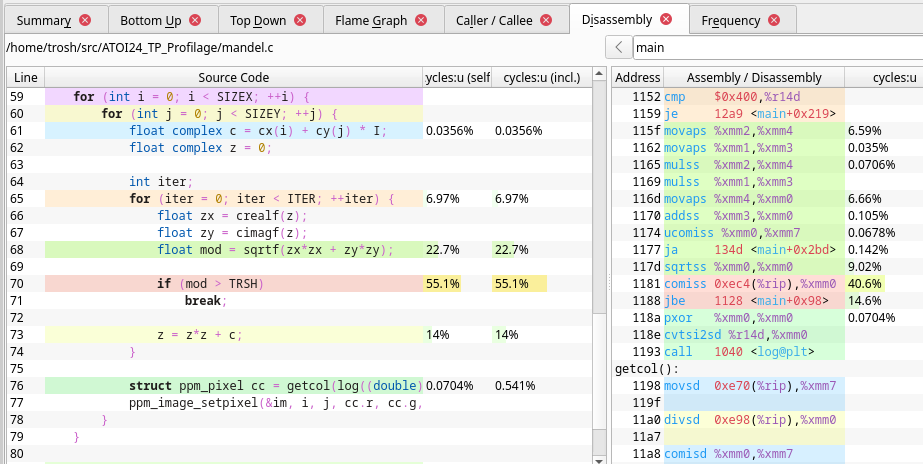 Summary Bottom Up Top Down Flame Graph Caller / Callee Disassembly Frequency
/home/trosh/src/ATOI24_TP_Profilage/mandel.c
main
Line Source Code ycles:u (self cycles:u (incl.)
59 for (int i = 0; i < SIZEX; ++i) {
60 for (int j = 0; j < SIZEY; ++j) {
61 float complex c = cx(i) + cy(j) * I; 0.0356% 0.0356%
62 float complex z = 0;
63
64 int iter;
65 for (iter = 0; iter < ITER; ++iter) { 6.97% 6.97%
66 float zx = crealf(z);
67 float zy = cimagf(z);
68 float mod = sqrtf(zx*zx + zy*zy); 22.7% 22.7%
69
70 if (mod > TRSH) 55.1% 55.1%
71 break;
72
73 z = z*z + c; 14% 14%
74 }
75
76 struct ppm_pixel cc = getcol(log((double) 0.0704% 0.541%
77 ppm_image_setpixel(&im, i, j, cc.r, cc.g,
78 }
79 }
80
Address Assembly / Disassembly cycles:u
1152 cmp $0x400,%r14d
1159 je 12a9 <main+0x219>
115f movaps %xmm2,%xmm4 6.59%
1162 movaps %xmm1,%xmm3 0.035%
1165 mulss %xmm2,%xmm4 0.0706%
1169 mulss %xmm1,%xmm3
116d movaps %xmm4,%xmm0 6.66%
1170 addss %xmm3,%xmm0 0.105%
1174 ucomiss %xmm0,%xmm7 0.0678%
1177 ja 134d <main+0x2bd> 0.142%
117d sqrtss %xmm0,%xmm0 9.02%
1181 comiss 0xec4(%rip),%xmm0 40.6%
1188 jbe 1128 <main+0x98> 14.6%
118a pxor %xmm0,%xmm0 0.0704%
118e cvtsi2sd %r14d,%xmm0
1193 call 1040 <log@plt>
getcol():
1198 movsd 0xe70(%rip),%xmm7
119f
11a0 divsd 0xe98(%rip),%xmm0
11a7
11a8 comisd %xmm0,%xmm7